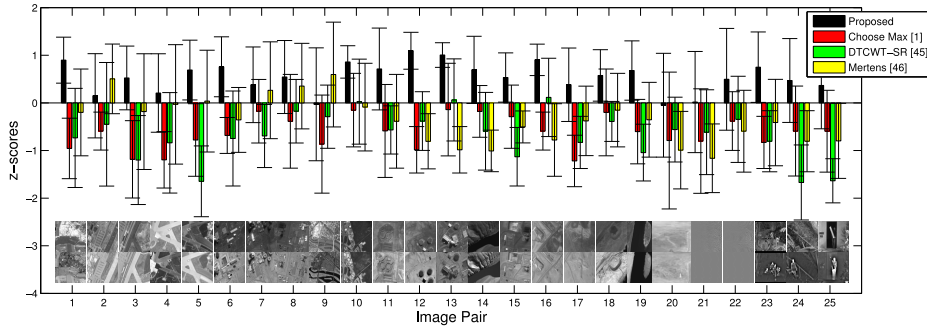 2
1
0
−1
−2
−3
−4
z-scores
Proposed
Choose Max [1]
DTCWT-SR [45]
Mertens [46]
1 2 3 4 5 6 7 8 9 10 11 12 13 14 15 16 17 18 19 20 21 22 23 24 25
Image Pair